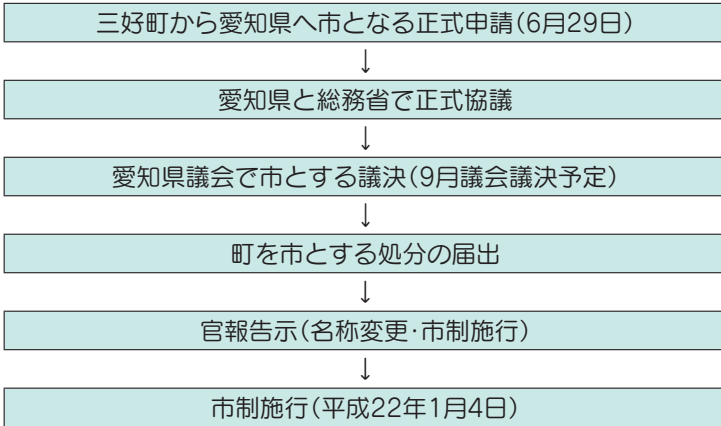 三好町から愛知県へ市となる正式申請(6月29日)
↓
愛知県と総務省で正式協議
↓
愛知県議会で市とする議決(9月議会議決予定)
↓
町を市とする処分の届出
↓
官報告示(名称変更・市制施行)
↓
市制施行(平成22年1月4日)